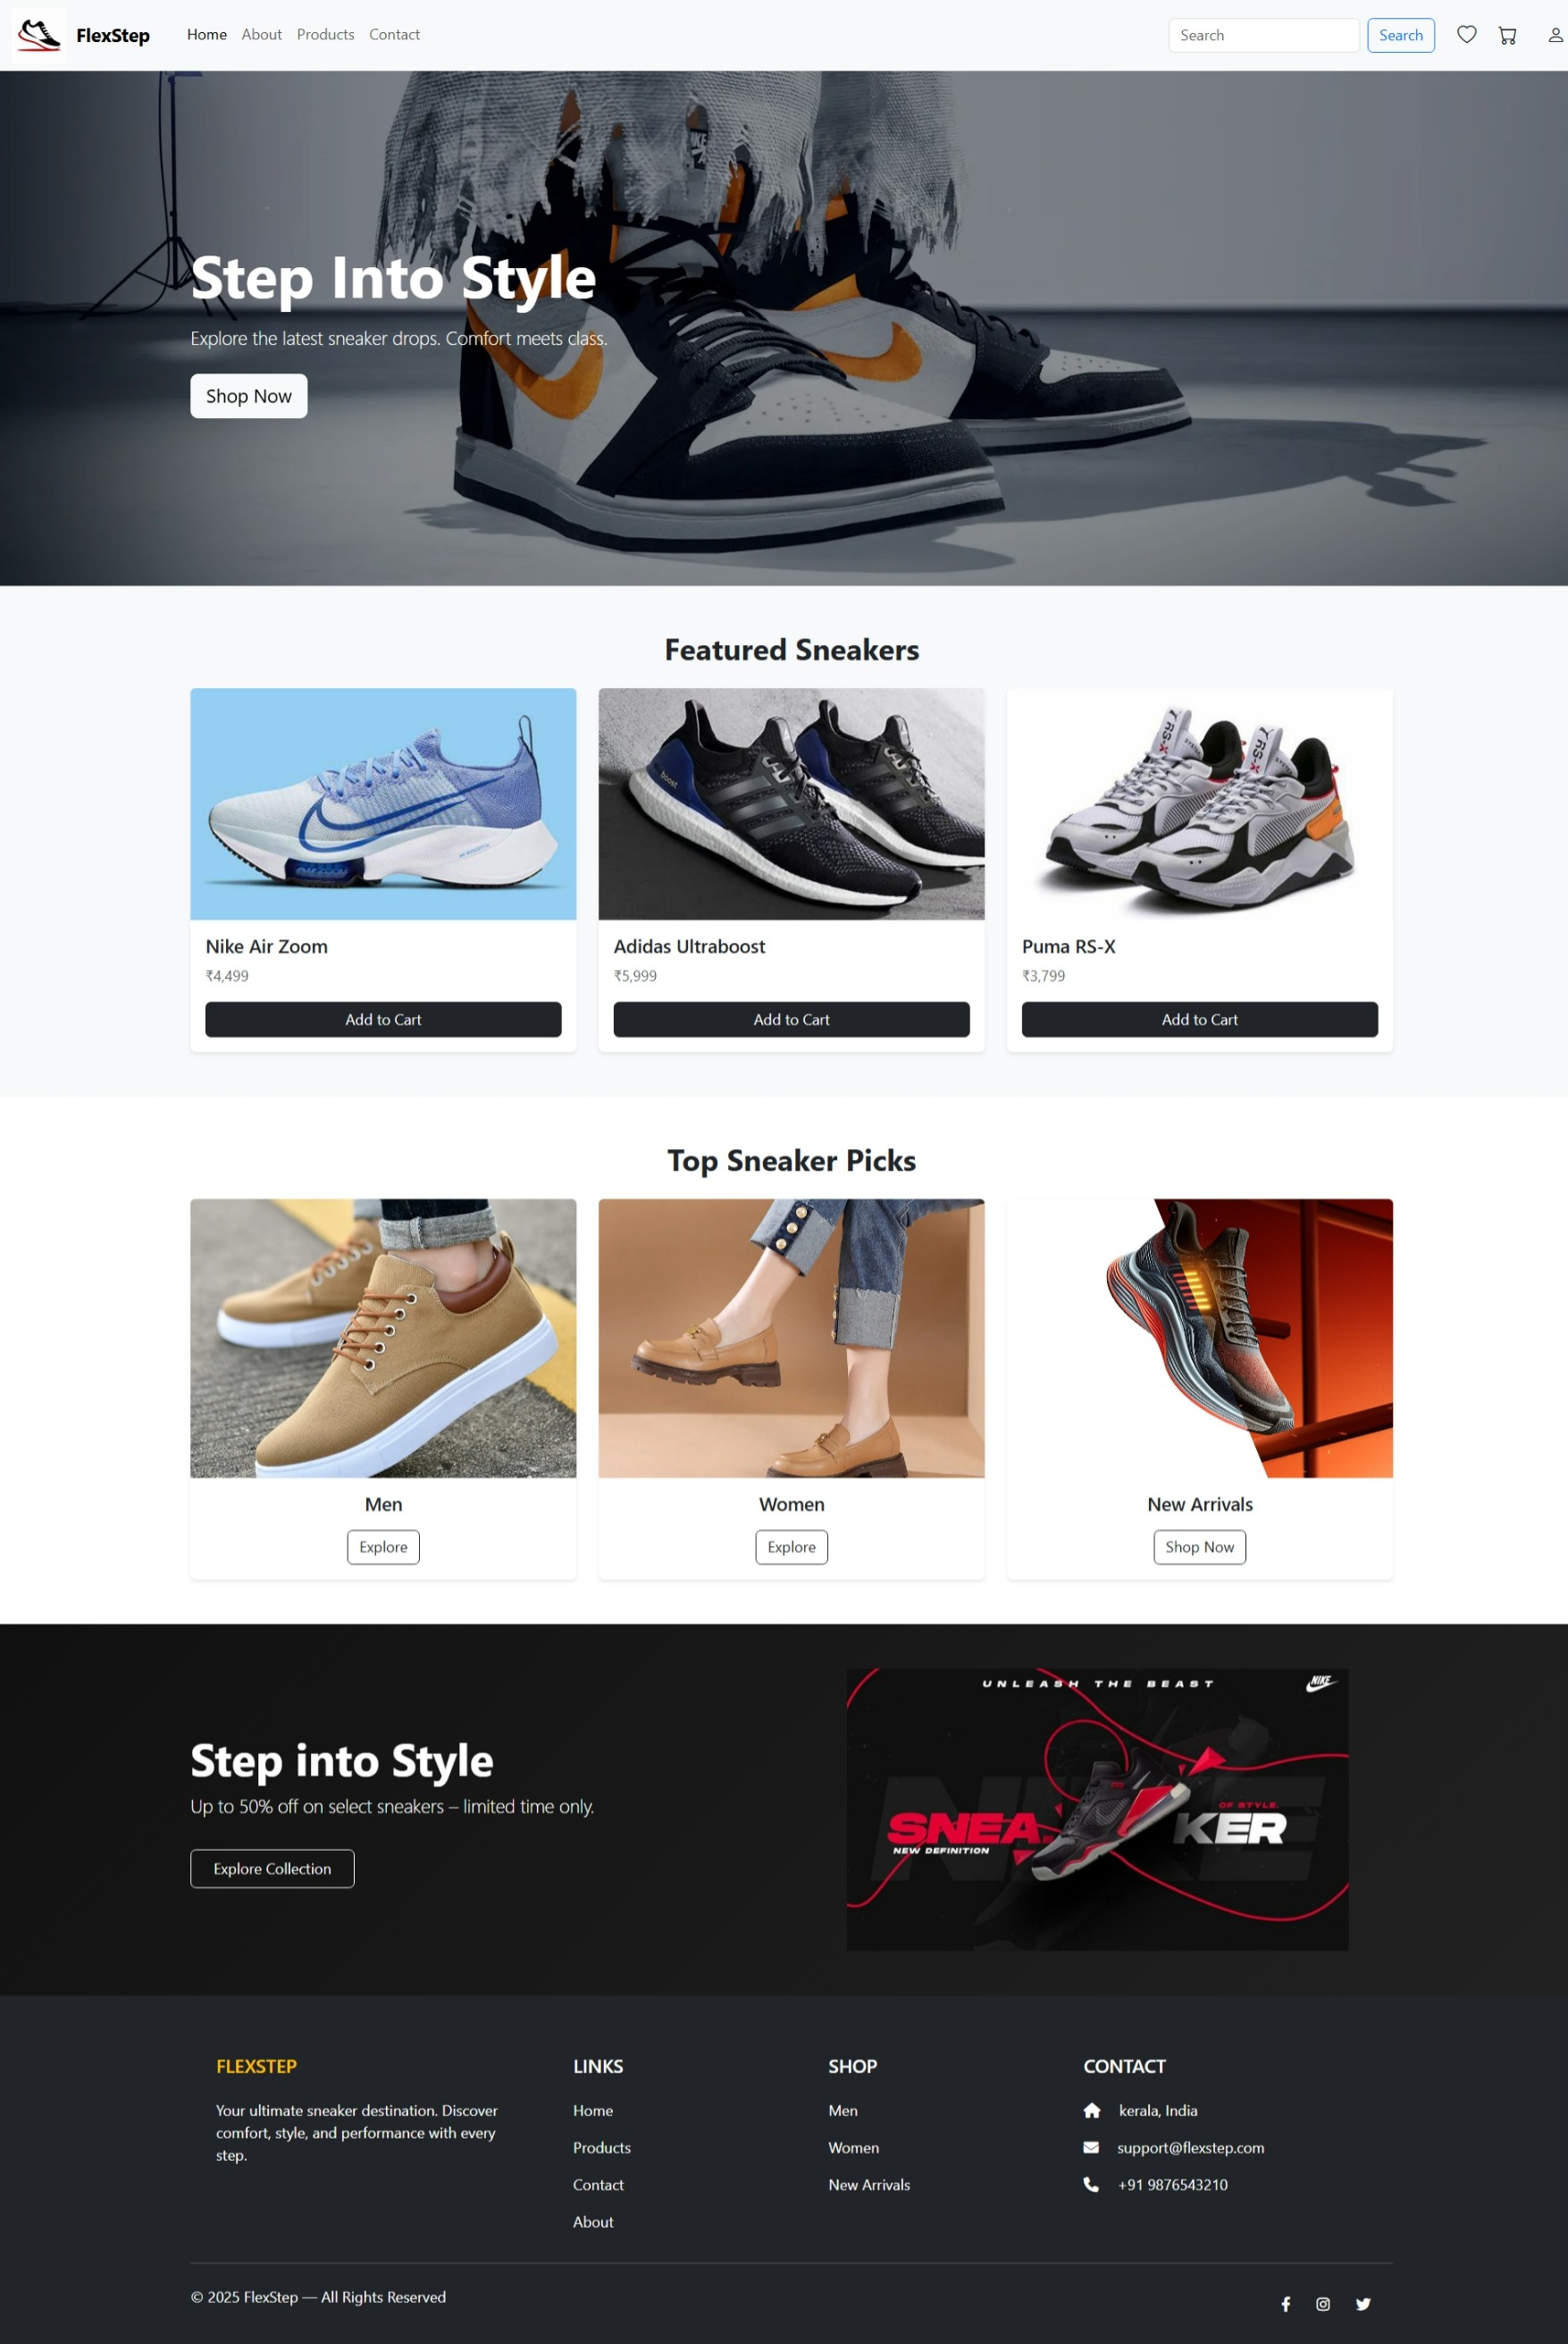 FlexStep
Home About Products Contact
Search Search
Step Into Style
Explore the latest sneaker drops. Comfort meets class.
Shop Now
Featured Sneakers
boost
RS-X
RS-X
Nike Air Zoom
₹4,499
Add to Cart
Adidas Ultraboost
₹5,999
Add to Cart
Puma RS-X
₹3,799
Add to Cart
Top Sneaker Picks
Men
Explore
Women
Explore
New Arrivals
Shop Now
Step into Style
Up to 50% off on select sneakers – limited time only.
Explore Collection
UNLEASH THE BEAST
NIKE
NIKE
OF STYLE.
SNEA. KER
NEW DEFINITION
FLEXSTEP
Your ultimate sneaker destination. Discover
comfort, style, and performance with every
step.
LINKS
Home
Products
Contact
About
SHOP
Men
Women
New Arrivals
CONTACT
kerala, India
support@flexstep.com
+91 9876543210
© 2025 FlexStep — All Rights Reserved